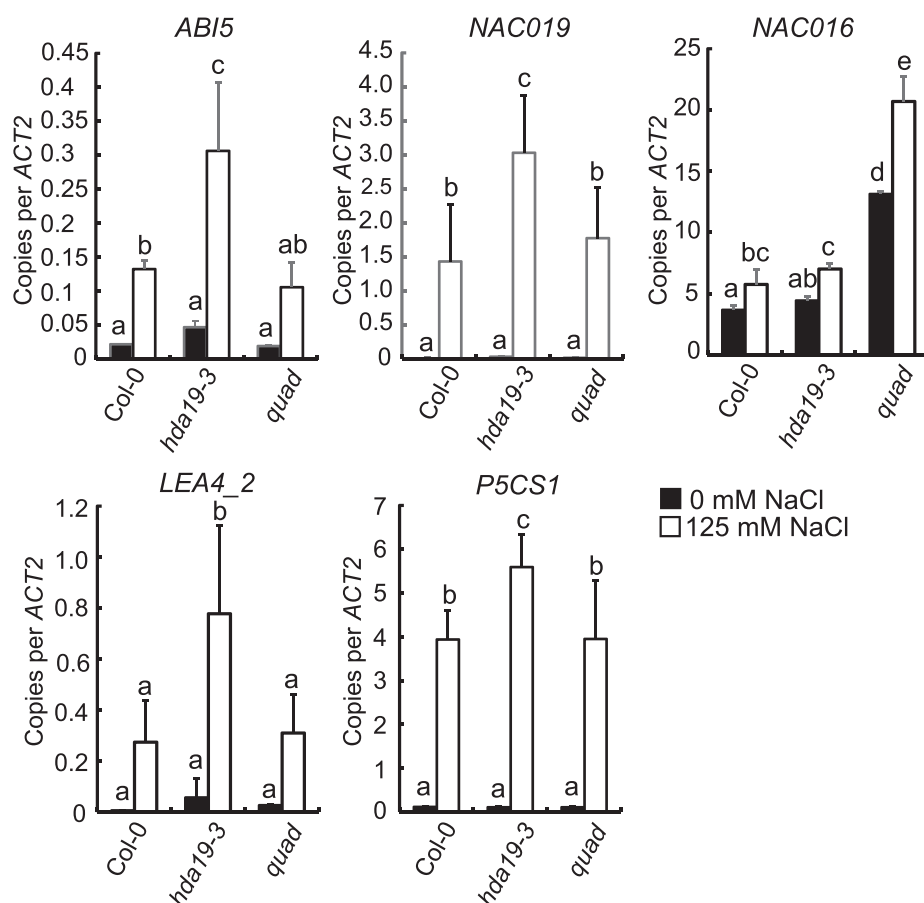 ABI5
0.45
0.4
0.35
0.3
0.25
0.2
0.15
0.1
0.05
0
Copies per ACT2
a
b
a
c
a
ab
Col-0
hda19-3
quad
NAC019
4.5
4.0
3.5
3.0
2.5
2.0
1.5
1.0
0.5
0
Copies per ACT2
a
b
a
c
a
b
Col-0
hda19-3
quad
NAC016
25
20
15
10
5
0
Copies per ACT2
a
bc
ab
c
d
e
Col-0
hda19-3
quad
LEA4_2
1.2
1.0
0.8
0.6
0.4
0.2
0
Copies per ACT2
a
a
a
b
a
a
Col-0
hda19-3
quad
P5CS1
7
6
5
4
3
2
1
0
Copies per ACT2
a
b
a
c
a
b
Col-0
hda19-3
quad
0 mM NaCl
125 mM NaCl